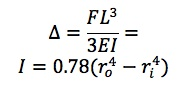 Δ = FL³/3EI =
I = 0.78(rₒ⁴ − rᵢ⁴)